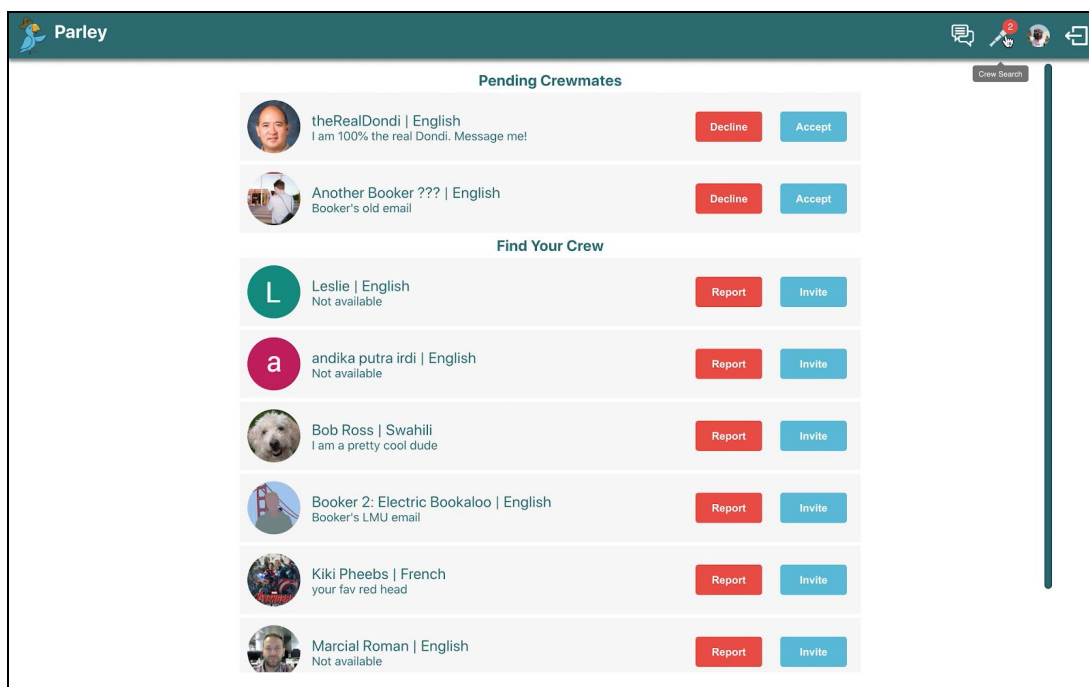 Parley
2
Crew Search
Pending Crewmates
theRealDondi | English
I am 100% the real Dondi. Message me!
Decline
Accept
Another Booker ??? | English
Booker's old email
Decline
Accept
Find Your Crew
L
Leslie | English
Not available
Report
Invite
a
andika putra irdi | English
Not available
Report
Invite
Bob Ross | Swahili
I am a pretty cool dude
Report
Invite
Booker 2: Electric Bookaloo | English
Booker's LMU email
Report
Invite
Kiki Pheebs | French
your fav red head
Report
Invite
Marcial Roman | English
Not available
Report
Invite